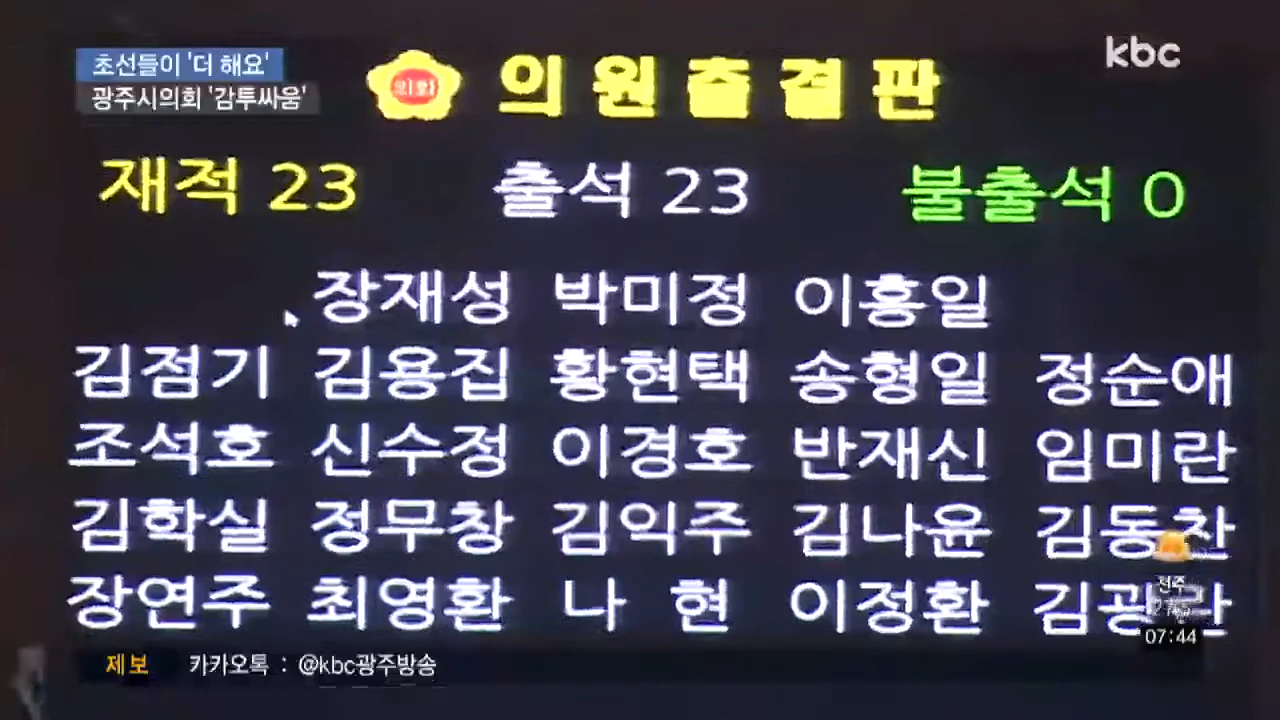 초선들이 '더 해요'
광주시의회 '감투싸움'
kbc
의회
의원출결판
재적 23 출석 23 불출석 0
장재성 박미정 이홍일
김점기 김용집 황현택 송형일 정순애
조석호 신수정 이경호 반재신 임미란
김학실 정무창 김익주 김나윤 김동찬
장연주 최영환 나 현 이정환
전주
07:44
제보 카카오톡 : @kbc광주방송